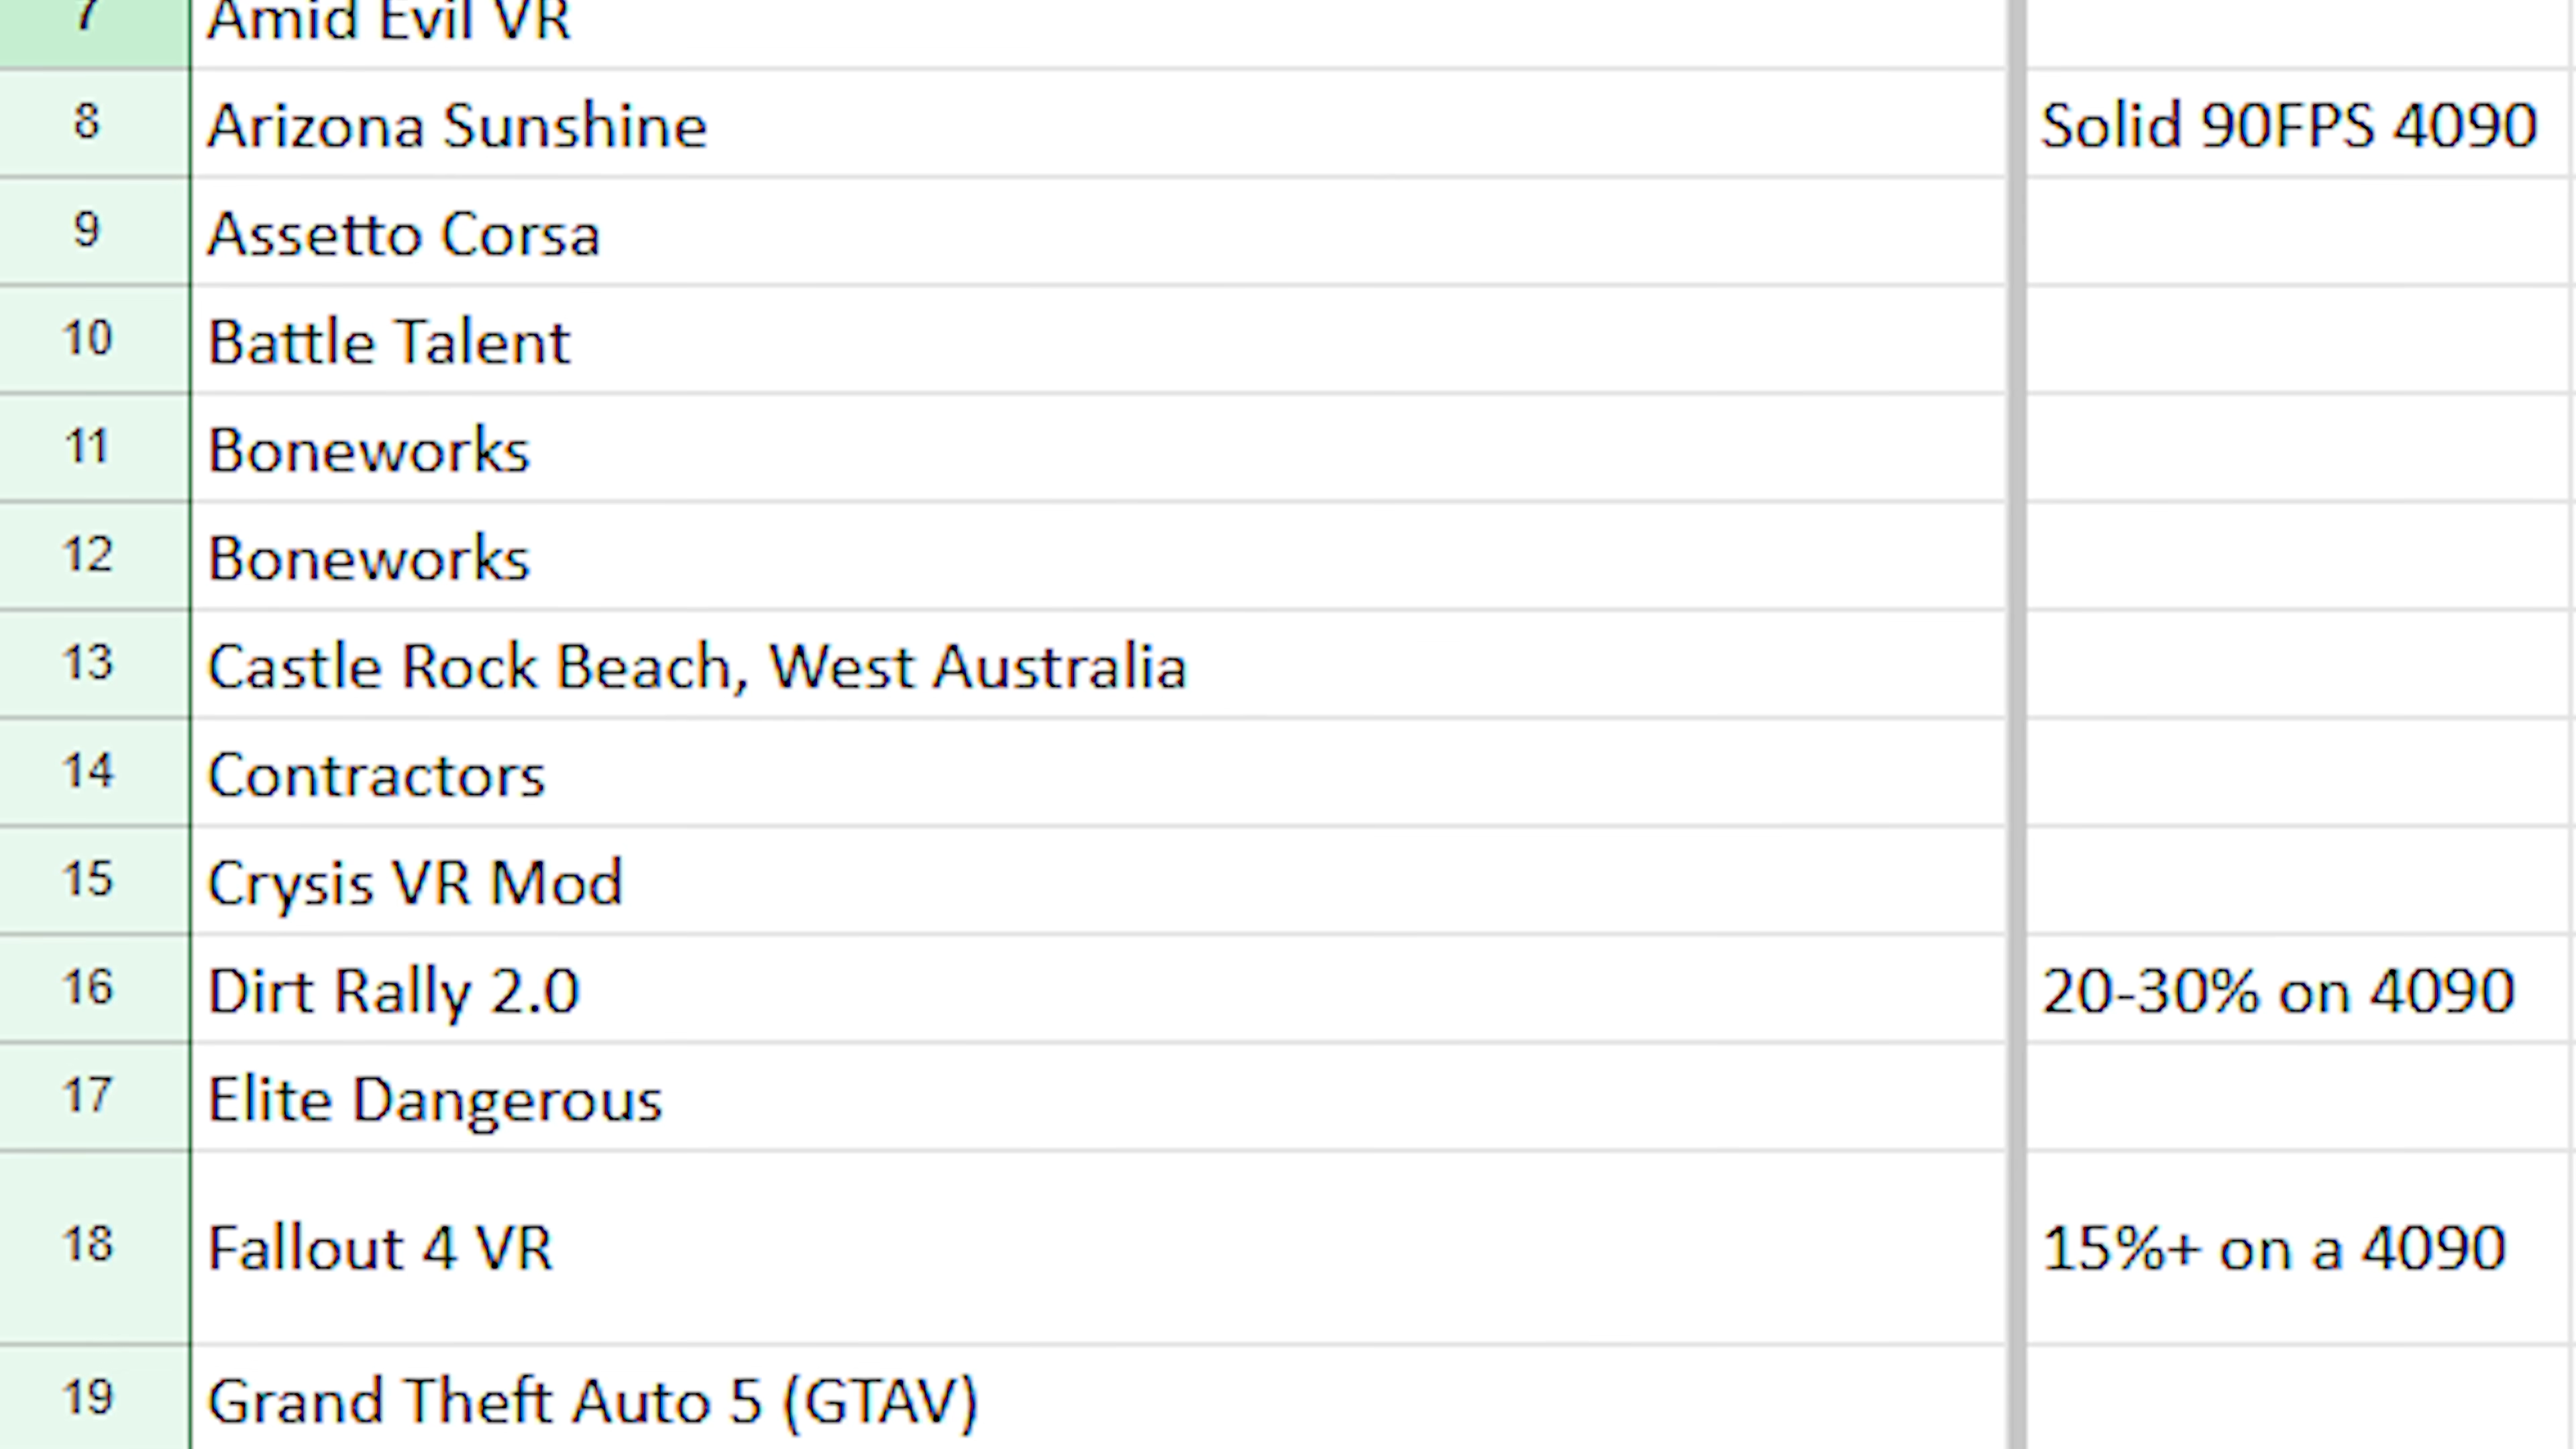 7 Amid Evil VR
8 Arizona Sunshine Solid 90FPS 4090
9 Assetto Corsa
10 Battle Talent
11 Boneworks
12 Boneworks
13 Castle Rock Beach, West Australia
14 Contractors
15 Crysis VR Mod
16 Dirt Rally 2.0 20-30% on 4090
17 Elite Dangerous
18 Fallout 4 VR 15%+ on a 4090
19 Grand Theft Auto 5 (GTAV)